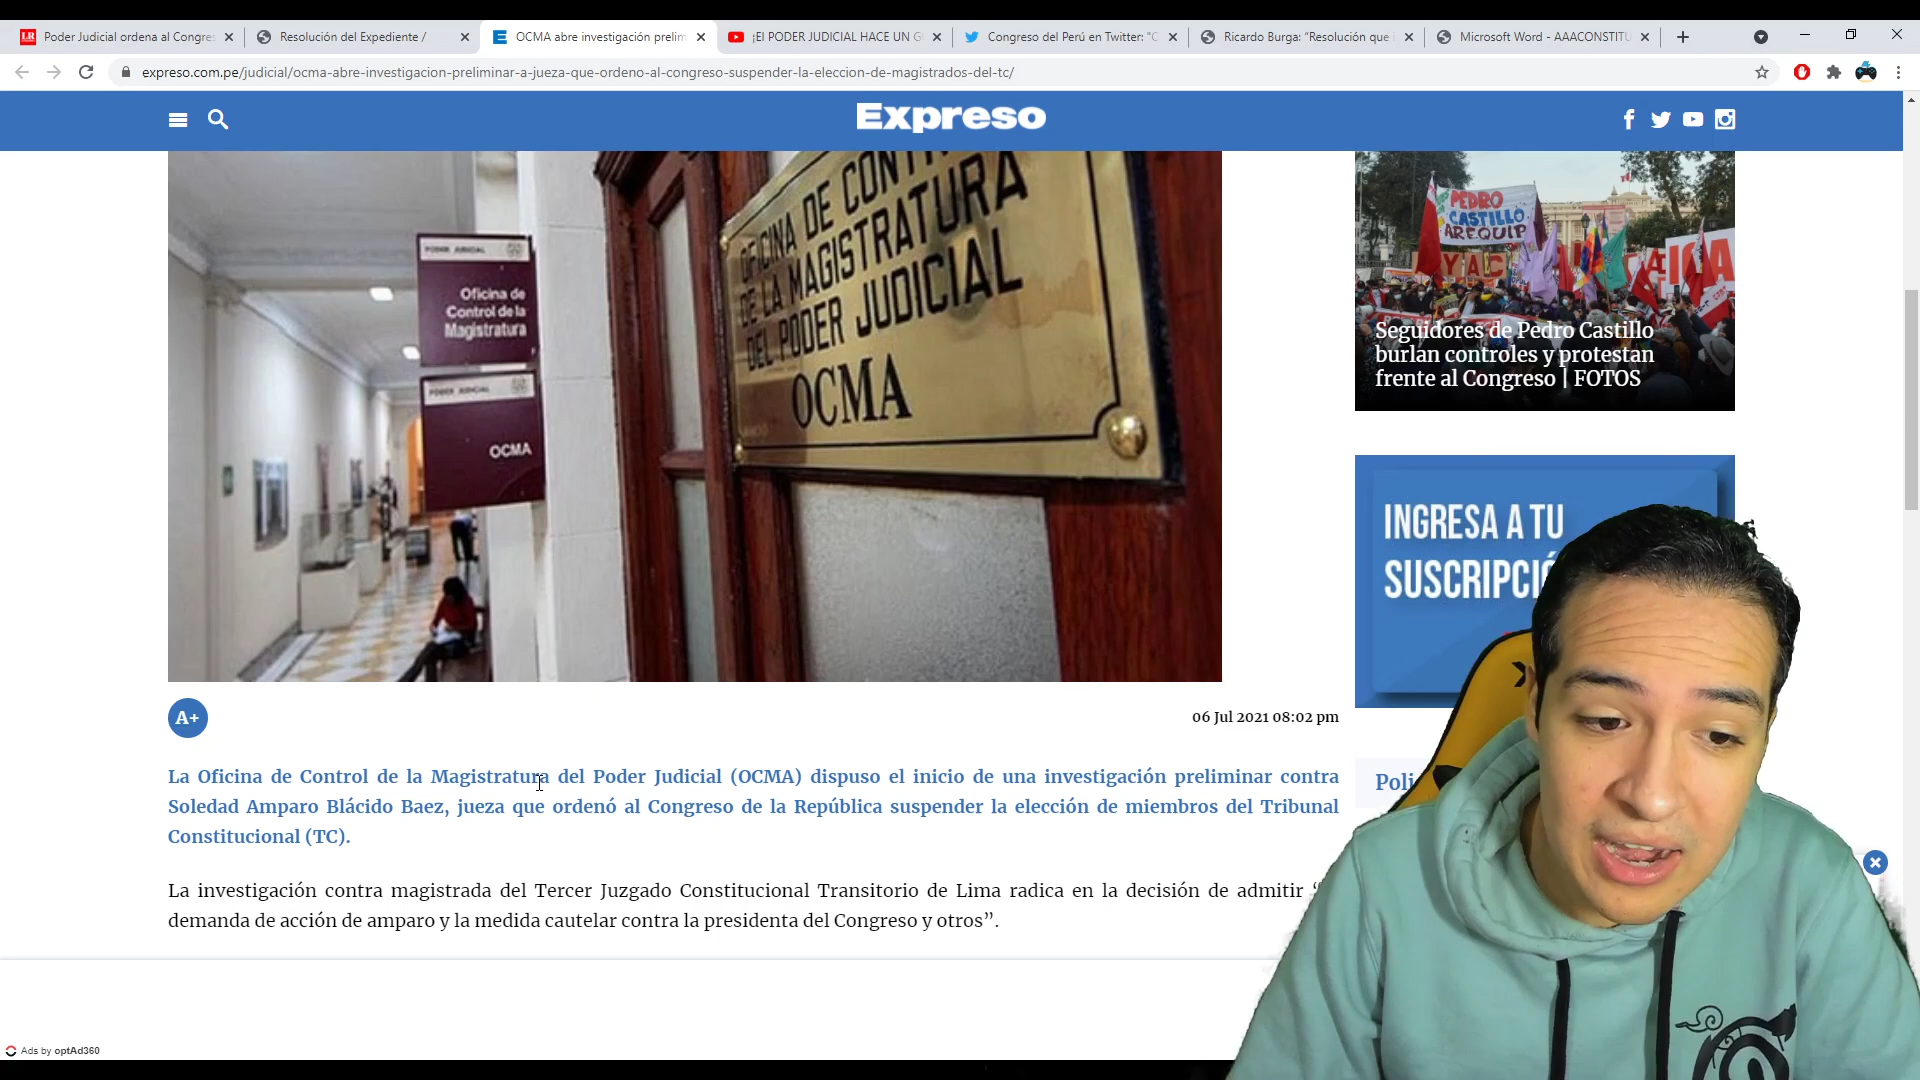 Poder Judicial ordena al Congres
Resolución del Expediente /
OCMA abre investigación prelim
¡El PODER JUDICIAL HACE UN G
Congreso del Perú en Twitter: "C
Ricardo Burga: “Resolución que
Microsoft Word - AAACONSTITU
expreso.com.pe/judicial/ocma-abre-investigacion-preliminar-a-jueza-que-ordeno-al-congreso-suspender-la-eleccion-de-magistrados-del-tc/
Expreso
PODER JUDICIAL
Oficina de
Control de la
Magistratura
PODER JUDICIAL
OCMA
OFICINA DE CONTR
DE LA MAGISTRATURA
DEL PODER JUDICIAL
OCMA
PEDRO
CASTILLO
AREQUIP
Seguidores de Pedro Castillo
burlan controles y protestan
frente al Congreso | FOTOS
INGRESA A TU
SUSCRIPCIÓ
A+
06 Jul 2021 08:02 pm
La Oficina de Control de la Magistratura del Poder Judicial (OCMA) dispuso el inicio de una investigación preliminar contra
Soledad Amparo Blácido Baez, jueza que ordenó al Congreso de la República suspender la elección de miembros del Tribunal
Constitucional (TC).
Polí
La investigación contra magistrada del Tercer Juzgado Constitucional Transitorio de Lima radica en la decisión de admitir
demanda de acción de amparo y la medida cautelar contra la presidenta del Congreso y otros”.
Ads by optAd360